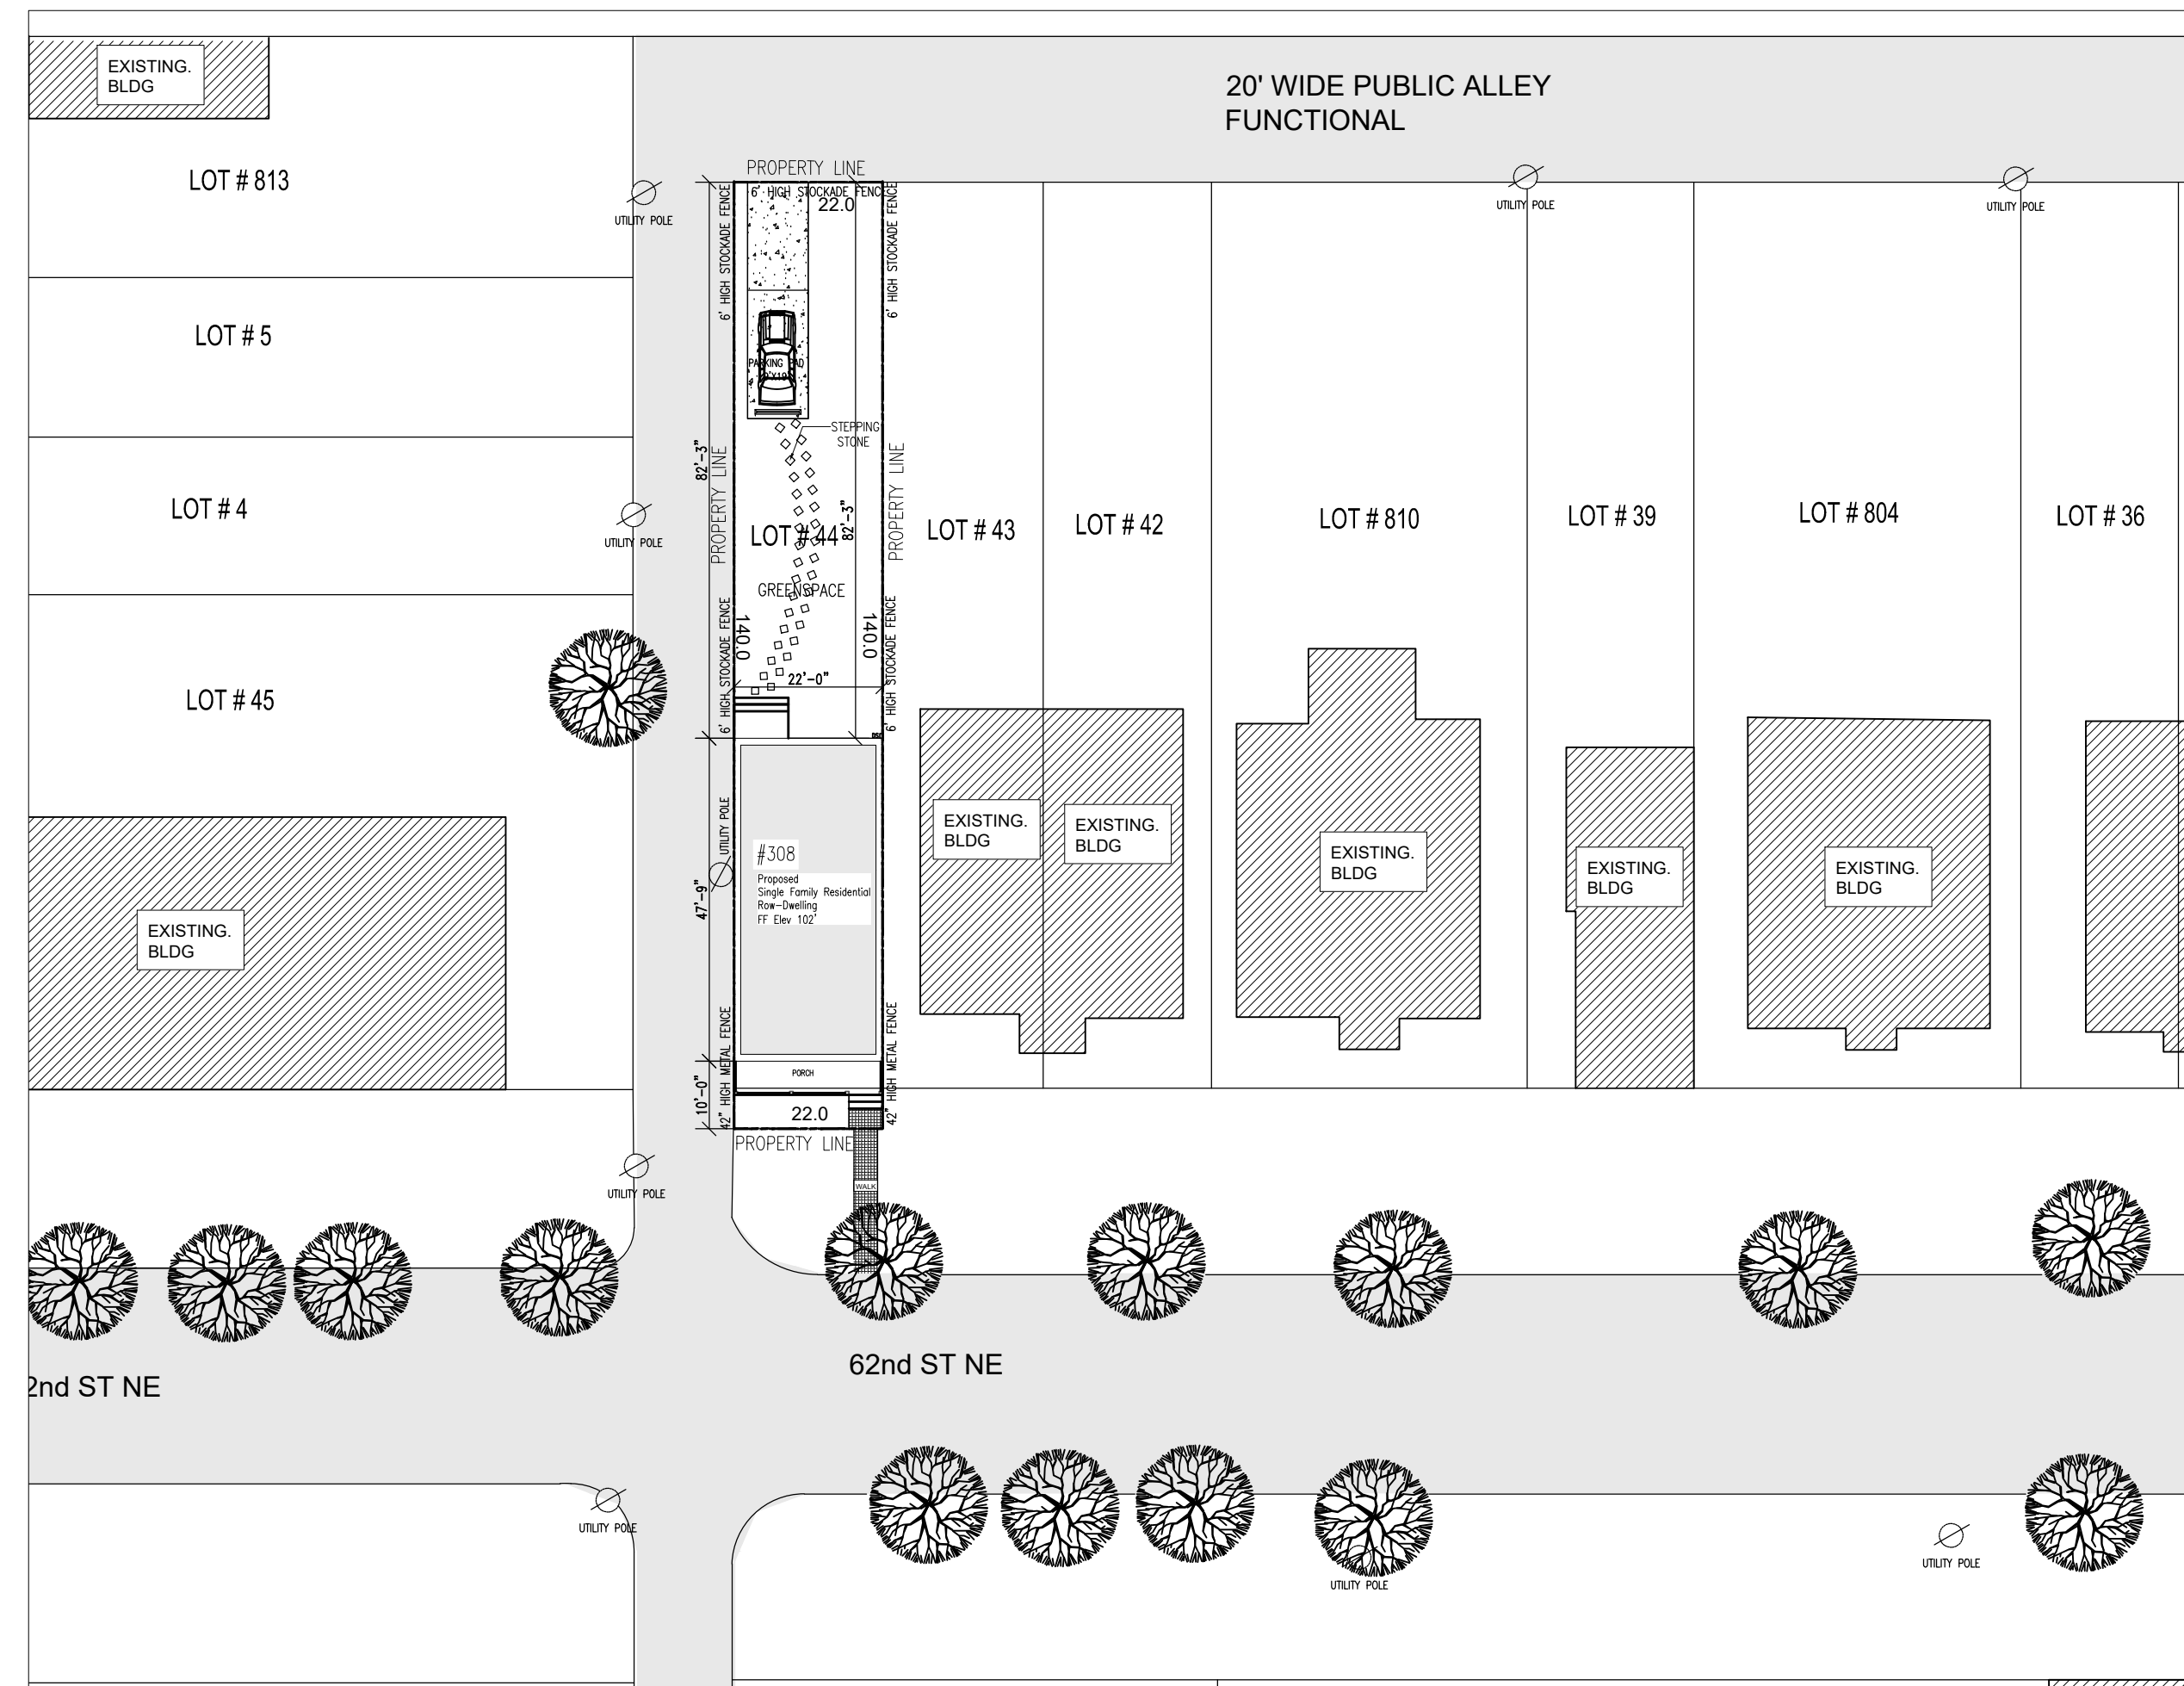 EXISTING.
BLDG
20' WIDE PUBLIC ALLEY
FUNCTIONAL
PROPERTY LINE
6' HIGH STOCKADE FENCE
22.0
LOT # 813
UTILITY POLE
UTILITY POLE
UTILITY POLE
6' HIGH STOCKADE FENCE
6' HIGH STOCKADE FENCE
LOT # 5
PARKING PAD
STEPPING
STONE
82'-3"
PROPERTY LINE
82'-3"
PROPERTY LINE
LOT # 4
UTILITY POLE
LOT # 44
LOT # 43
LOT # 42
LOT # 810
LOT # 39
LOT # 804
LOT # 36
GREENSPACE
140.0
140.0
6' HIGH STOCKADE FENCE
6' HIGH STOCKADE FENCE
22'-0"
LOT # 45
UTILITY POLE
EXISTING.
BLDG
EXISTING.
BLDG
EXISTING.
BLDG
EXISTING.
BLDG
EXISTING.
BLDG
#308
Proposed
Single Family Residential
Row-Dwelling
FF Elev 102'
47'-9"
EXISTING.
BLDG
42" HIGH METAL FENCE
42" HIGH METAL FENCE
PORCH
10'-0"
22.0
PROPERTY LINE
WALK
UTILITY POLE
62nd ST NE
2nd ST NE
UTILITY POLE
UTILITY POLE
UTILITY POLE